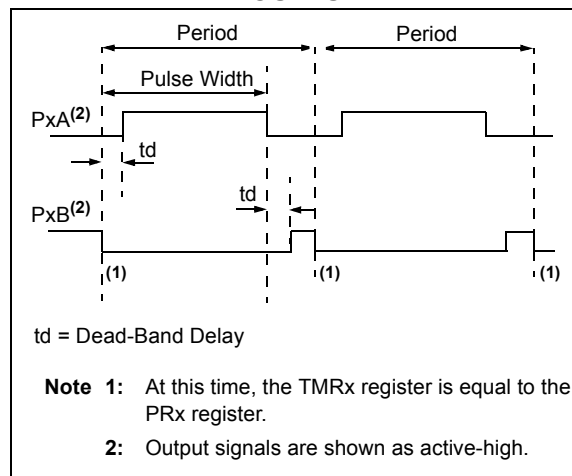 Period Period
Pulse Width
PxA(2)
td
td
PxB(2)
(1) (1) (1)
td = Dead-Band Delay
Note 1: At this time, the TMRx register is equal to the
PRx register.
2: Output signals are shown as active-high.